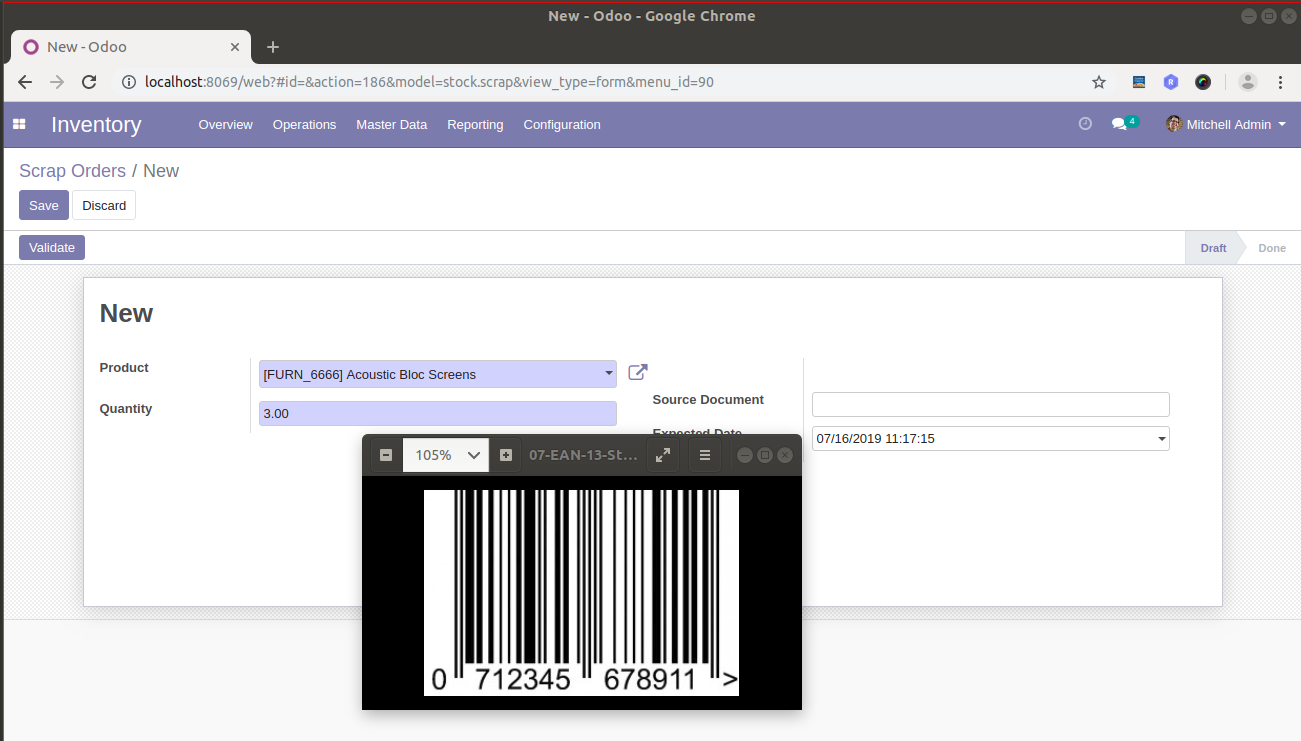 New - Odoo - Google Chrome
New - Odoo
localhost:8069/web?#id=&action=186&model=stock.scrap&view_type=form&menu_id=90
R
Inventory Overview Operations Master Data Reporting Configuration 4 Mitchell Admin
Scrap Orders / New
Save Discard
Validate Draft Done
New
Product [FURN_6666] Acoustic Bloc Screens
Source Document
Quantity 3.00
Expected Date 07/16/2019 11:17:15
105% 07-EAN-13-St...
0 712345 678911 >